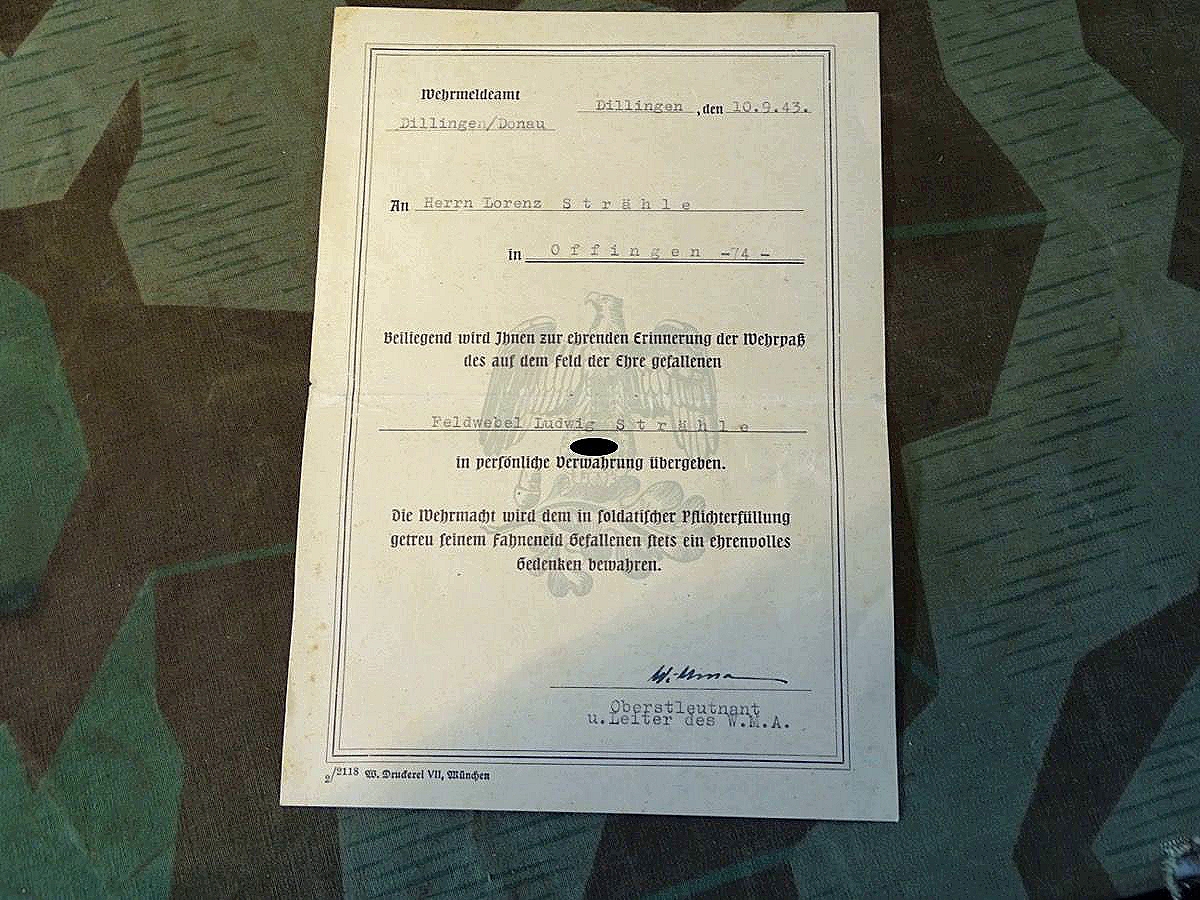 Wehrmeldeamt
Dillingen/Donau
Dillingen, den 10.9.43.
An Herrn Lorenz Strähle
in Offingen -74-
Beiliegend wird Ihnen zur ehrenden Erinnerung der Wehrpaß
des auf dem Feld der Ehre gefallenen
Feldwebel Ludwig Strähle
in persönliche Verwahrung übergeben.
Die Wehrmacht wird dem in soldatischer Pflichterfüllung
getreu seinem Fahneneid Gefallenen stets ein ehrenvolles
Gedenken bewahren.
Oberstleutnant
u.Leiter des W.M.A.
2/2118 W. Druckerei VII, München